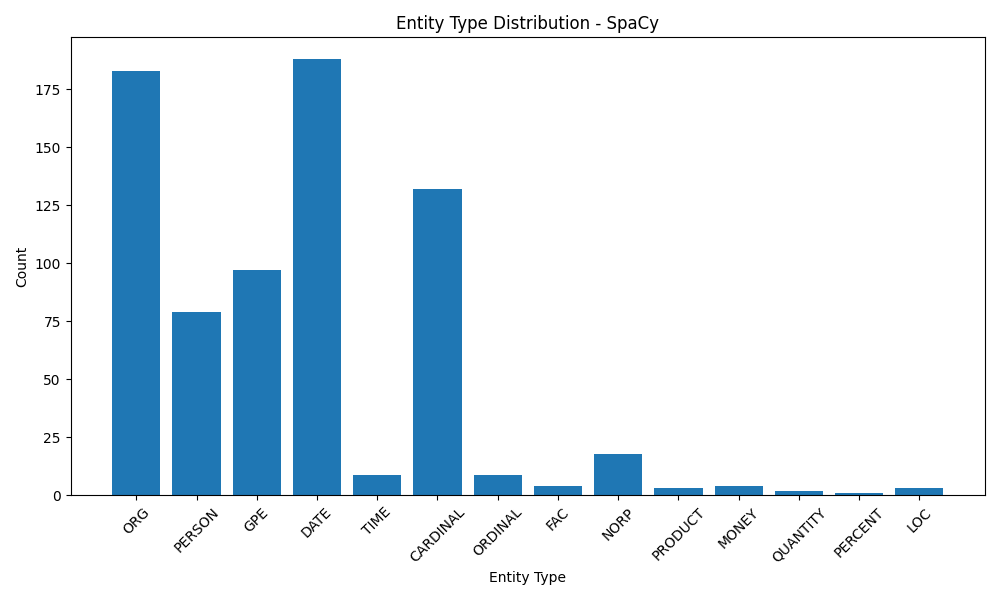 Entity Type Distribution - SpaCy
Count
175
150
125
100
75
50
25
0
ORG
PERSON
GPE
DATE
TIME
CARDINAL
ORDINAL
FAC
NORP
PRODUCT
MONEY
QUANTITY
PERCENT
LOC
Entity Type